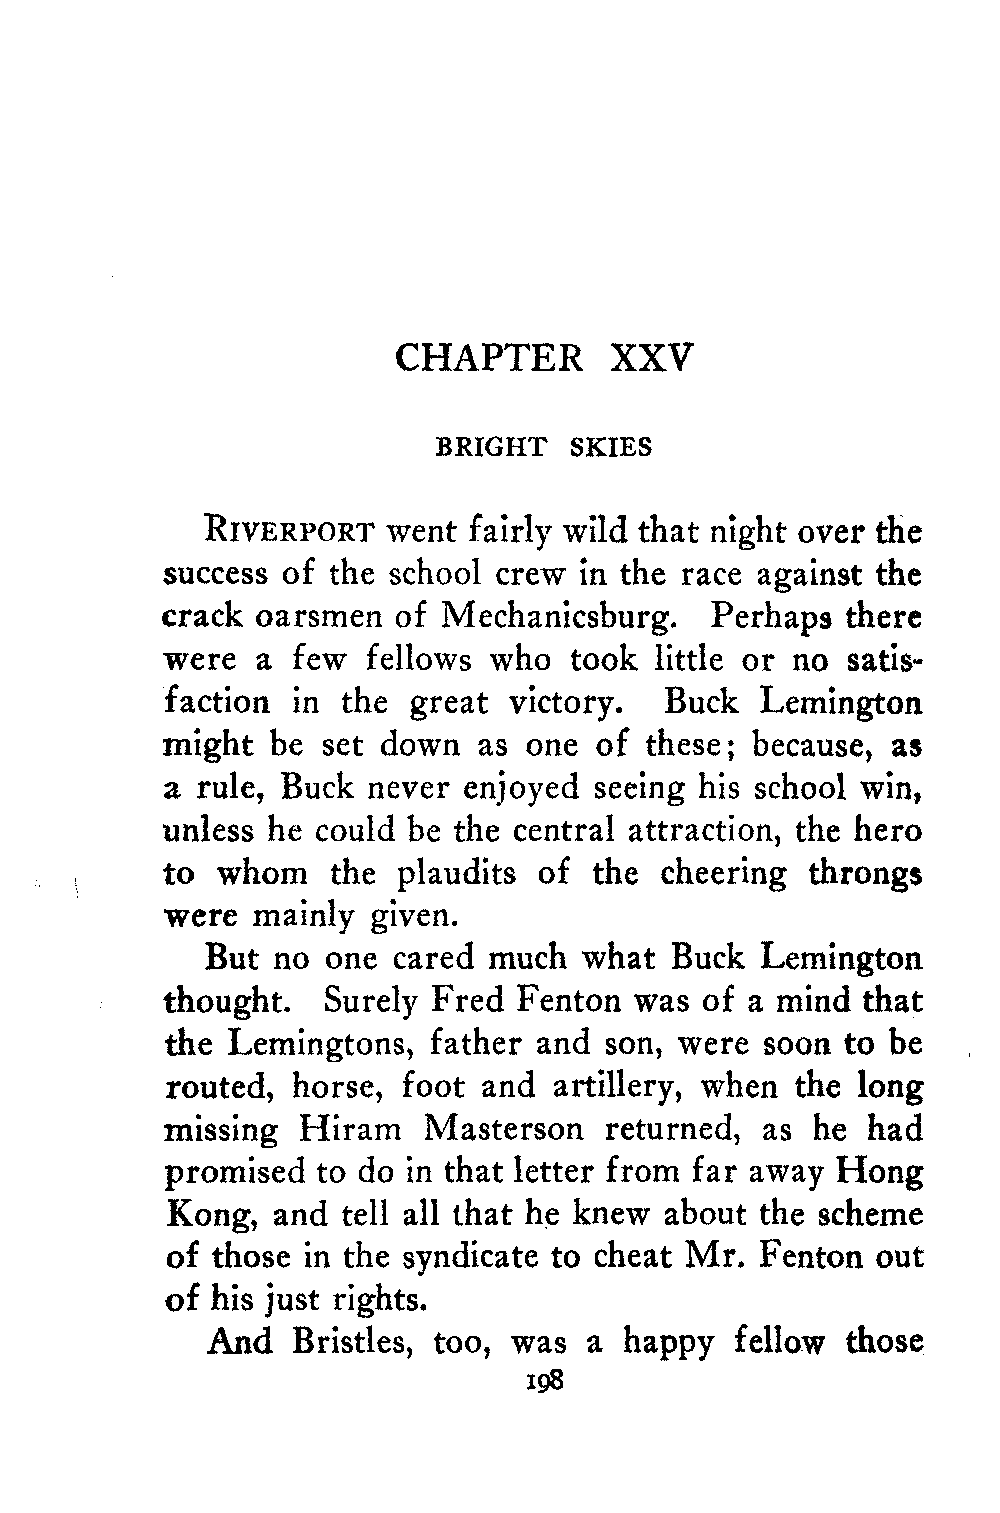 CHAPTER XXV
BRIGHT SKIES
RIVERPORT went fairly wild that night over the
success of the school crew in the race against the
crack oarsmen of Mechanicsburg. Perhaps there
were a few fellows who took little or no satis-
faction in the great victory. Buck Lemington
might be set down as one of these; because, as
a rule, Buck never enjoyed seeing his school win,
unless he could be the central attraction, the hero
to whom the plaudits of the cheering throngs
were mainly given.
But no one cared much what Buck Lemington
thought. Surely Fred Fenton was of a mind that
the Lemingtons, father and son, were soon to be
routed, horse, foot and artillery, when the long
missing Hiram Masterson returned, as he had
promised to do in that letter from far away Hong
Kong, and tell all that he knew about the scheme
of those in the syndicate to cheat Mr. Fenton out
of his just rights.
And Bristles, too, was a happy fellow those
198